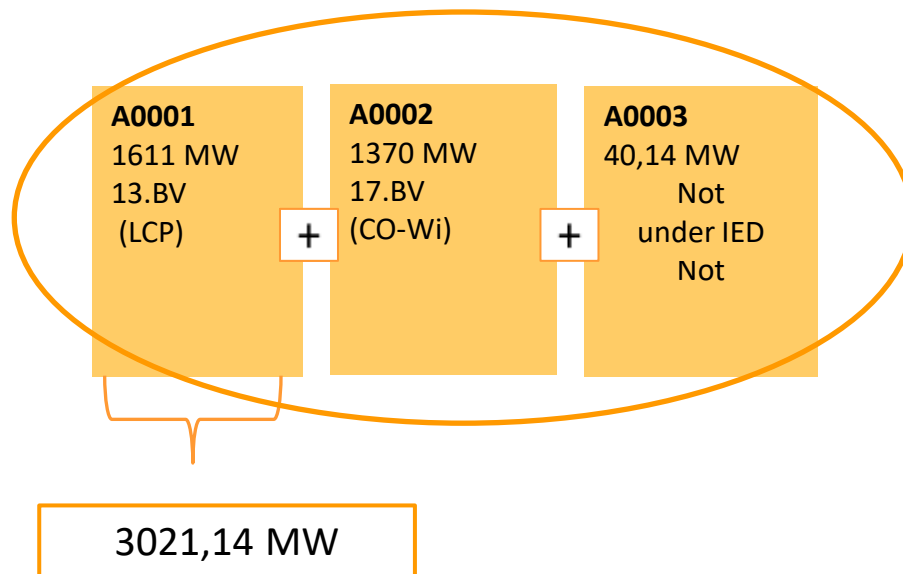 A0001
1611 MW
13.BV
(LCP)
+
A0002
1370 MW
17.BV
(CO-Wi)
+
A0003
40,14 MW
Not
under IED
Not
3021,14 MW